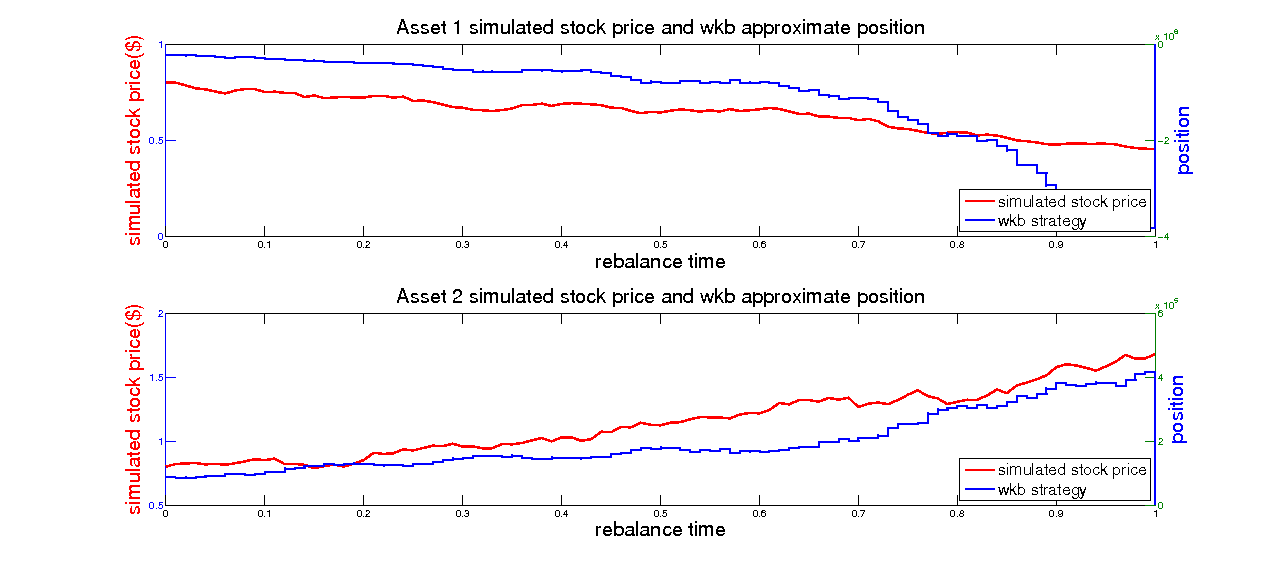 Asset 1 simulated stock price and wkb approximate position
x 10
1
0.5
0
0
-2
-4
simulated stock price($)
position
simulated stock price
wkb strategy
0 0.1 0.2 0.3 0.4 0.5 0.6 0.7 0.8 0.9 1
rebalance time
Asset 2 simulated stock price and wkb approximate position
x 10
2
1.5
1
0.5
6
4
2
0
simulated stock price($)
position
simulated stock price
wkb strategy
0 0.1 0.2 0.3 0.4 0.5 0.6 0.7 0.8 0.9 1
rebalance time